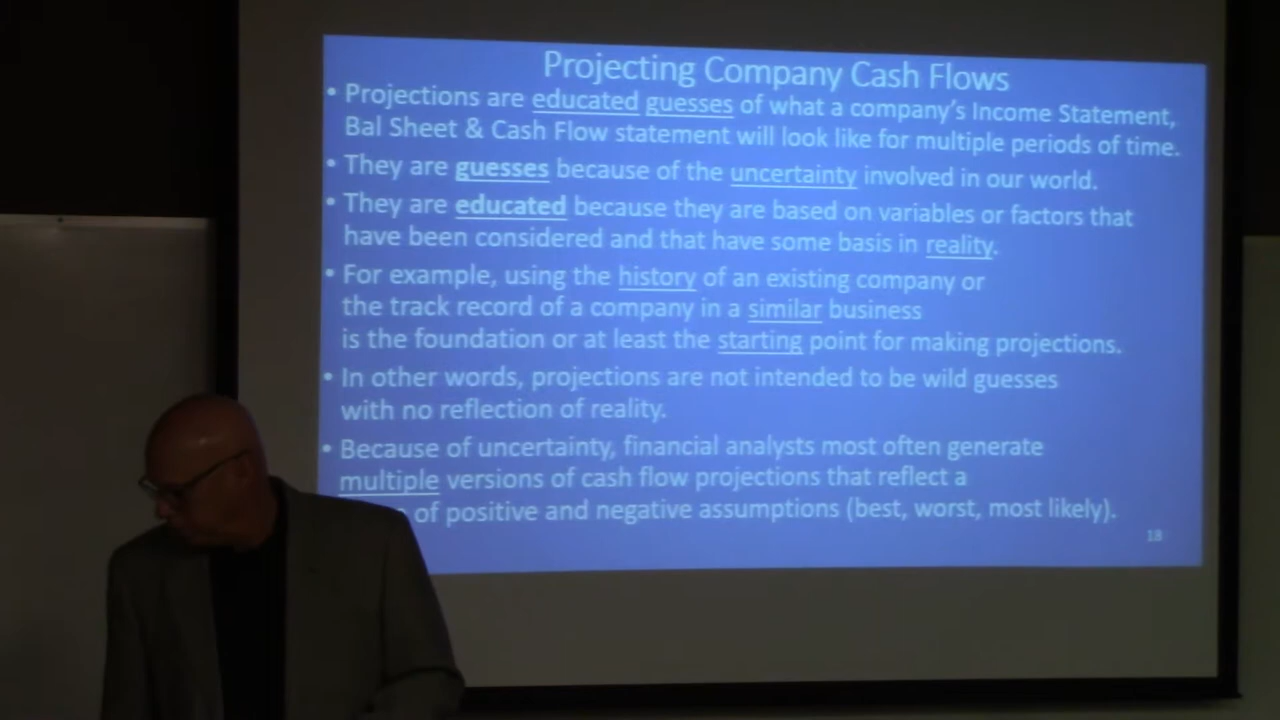 Projecting Company Cash Flows
• Projections are educated guesses of what a company's Income Statement,
Bal Sheet & Cash Flow statement will look like for multiple periods of time.
• They are guesses because of the uncertainty involved in our world.
• They are educated because they are based on variables or factors that
have been considered and that have some basis in reality.
• For example, using the history of an existing company or
the track record of a company in a similar business
is the foundation or at least the starting point for making projections.
• In other words, projections are not intended to be wild guesses
with no reflection of reality.
• Because of uncertainty, financial analysts most often generate
multiple versions of cash flow projections that reflect a
of positive and negative assumptions (best, worst, most likely).
18